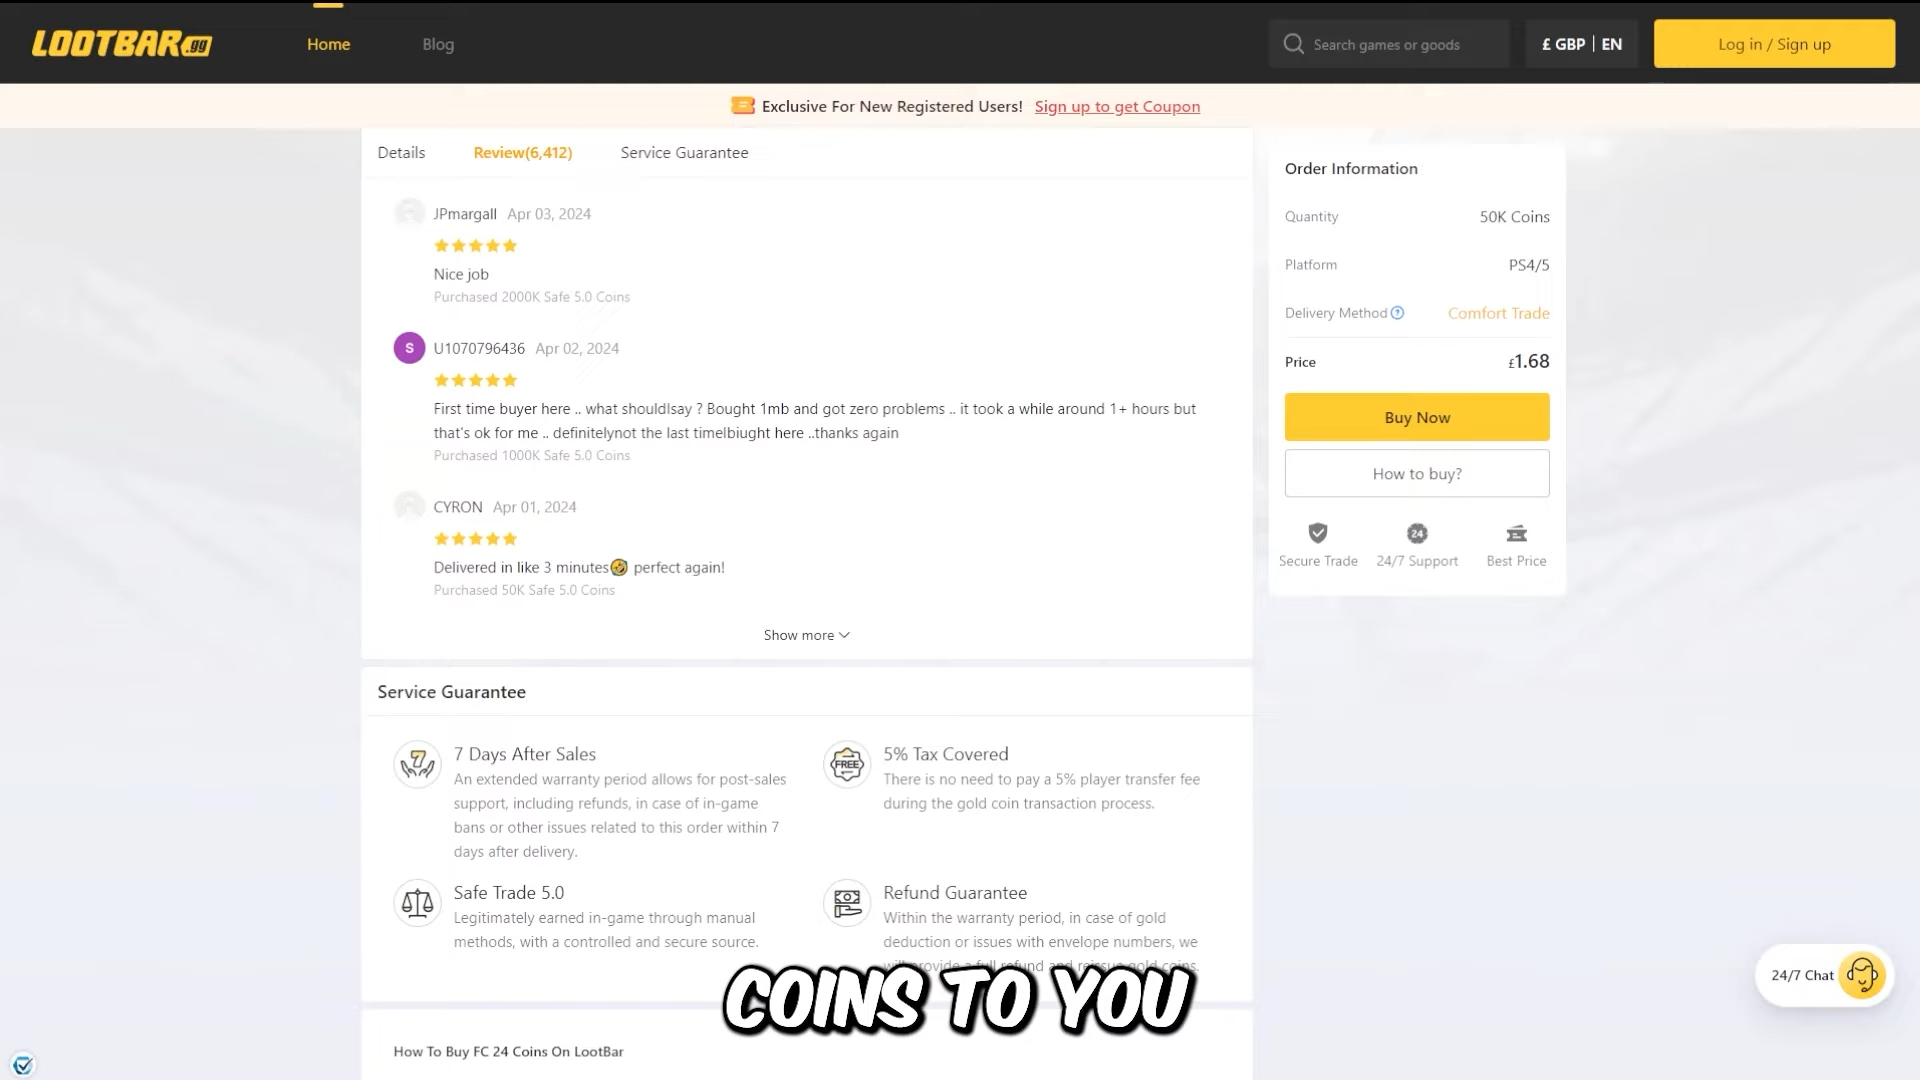 LOOTBAR.gg
Home
Blog
Search games or goods
£ GBP | EN
Log in / Sign up
Exclusive For New Registered Users! Sign up to get Coupon
Details
Review(6,412)
Service Guarantee
JPmargall Apr 03, 2024
Nice job
Purchased 2000K Safe 5.0 Coins
S
U1070796436 Apr 02, 2024
First time buyer here .. what shouldIsay ? Bought 1mb and got zero problems .. it took a while around 1+ hours but
that's ok for me .. definitelynot the last timeIbiught here ..thanks again
Purchased 1000K Safe 5.0 Coins
CYRON Apr 01, 2024
Delivered in like 3 minutes🤣 perfect again!
Purchased 50K Safe 5.0 Coins
Show more
Order Information
Quantity 50K Coins
Platform PS4/5
Delivery Method ? Comfort Trade
Price £1.68
Buy Now
How to buy?
24
Secure Trade
24/7 Support
Best Price
Service Guarantee
7
7 Days After Sales
An extended warranty period allows for post-sales
support, including refunds, in case of in-game
bans or other issues related to this order within 7
days after delivery.
FREE
5% Tax Covered
There is no need to pay a 5% player transfer fee
during the gold coin transaction process.
Safe Trade 5.0
Legitimately earned in-game through manual
methods, with a controlled and secure source.
Refund Guarantee
Within the warranty period, in case of gold
deduction or issues with envelope numbers, we
will provide a full refund and reissue gold coins.
COINS TO YOU
How To Buy FC 24 Coins On LootBar
24/7 Chat